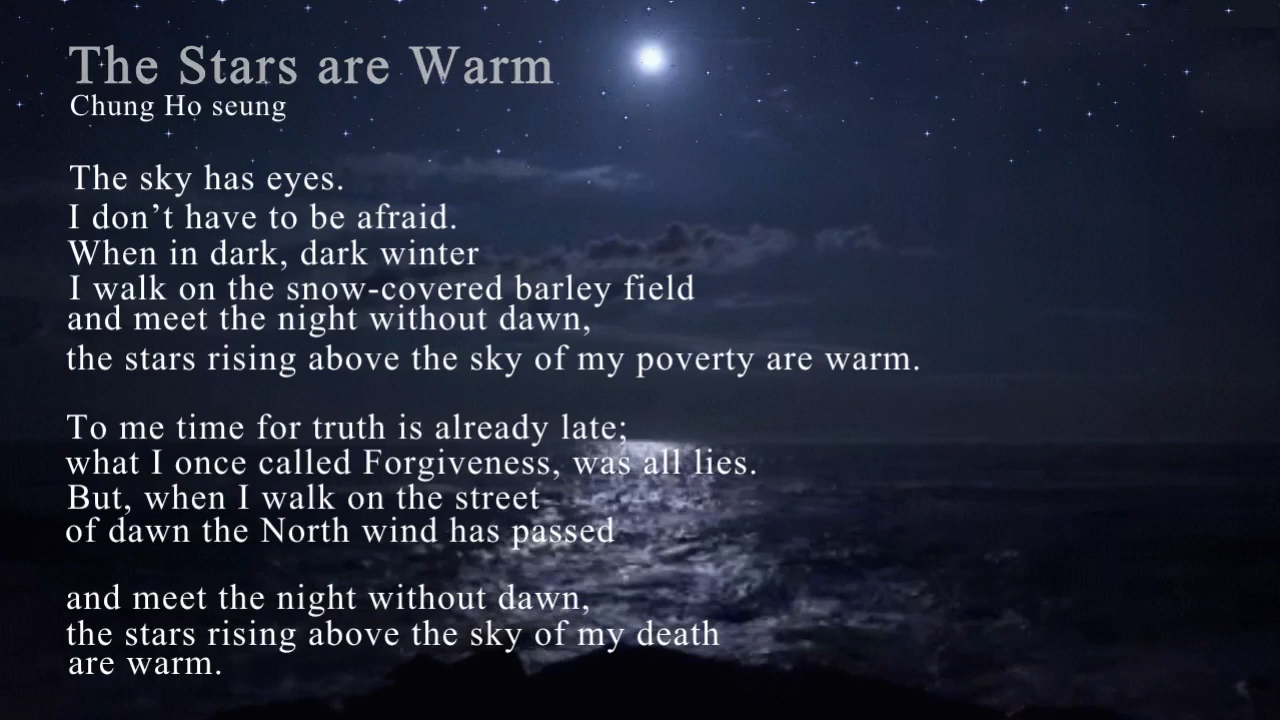 The Stars are Warm
Chung Ho seung
The sky has eyes.
I don’t have to be afraid.
When in dark, dark winter
I walk on the snow-covered barley field
and meet the night without dawn,
the stars rising above the sky of my poverty are warm.
To me time for truth is already late;
what I once called Forgiveness, was all lies.
But, when I walk on the street
of dawn the North wind has passed
and meet the night without dawn,
the stars rising above the sky of my death
are warm.